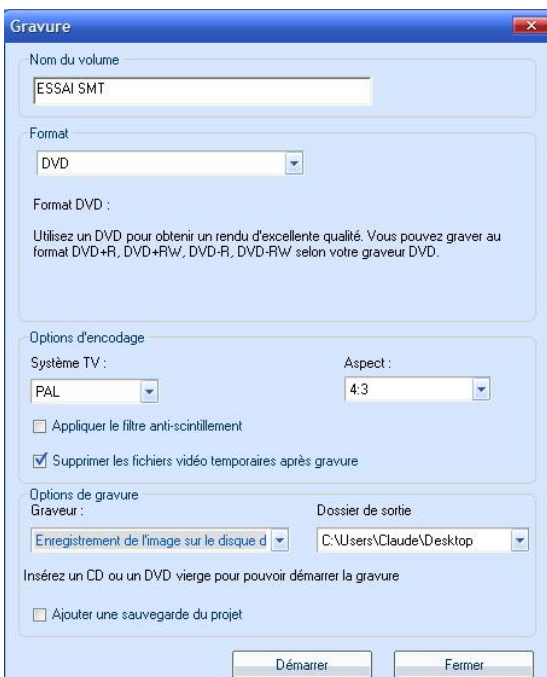 Gravure
Nom du volume
ESSAI SMT
Format
DVD
Format DVD :
Utilisez un DVD pour obtenir un rendu d'excellente qualité. Vous pouvez graver au
format DVD+R, DVD+RW, DVD-R, DVD-RW selon votre graveur DVD.
Options d'encodage
Système TV :
Aspect :
PAL
4:3
Appliquer le filtre anti-scintillement
Supprimer les fichiers vidéo temporaires après gravure
Options de gravure
Graveur :
Dossier de sortie
Enregistrement de l'image sur le disque d
C:\Users\Claude\Desktop
Insérez un CD ou un DVD vierge pour pouvoir démarrer la gravure
Ajouter une sauvegarde du projet
Démarrer
Fermer